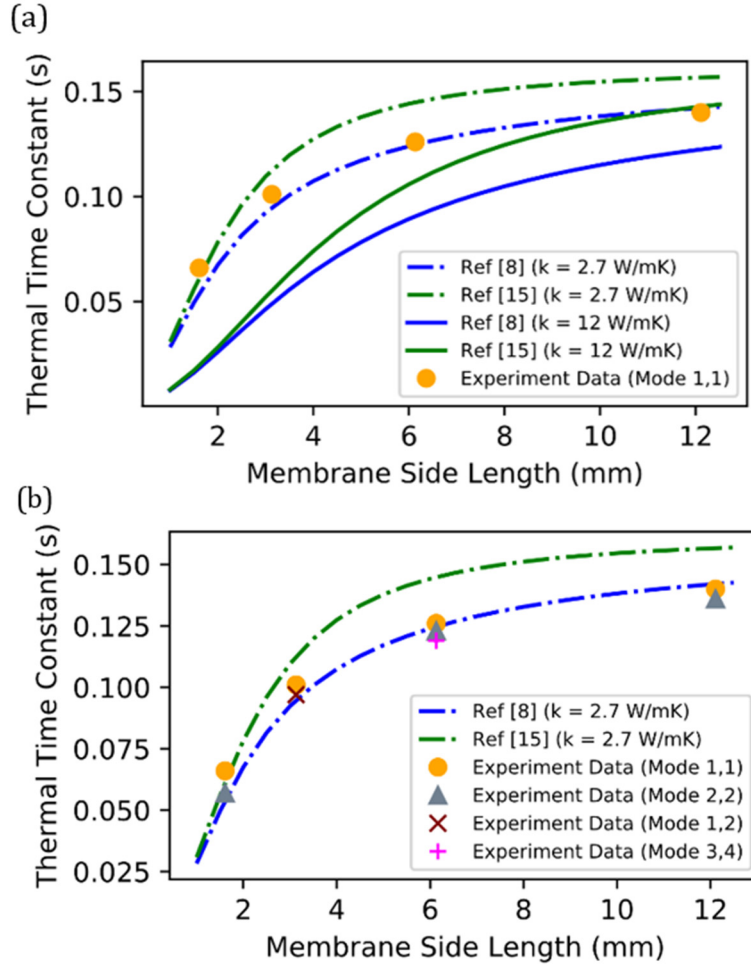 (a)
Thermal Time Constant (s)
0.15
0.10
0.05
Ref [8] (k = 2.7 W/mK)
Ref [15] (k = 2.7 W/mK)
Ref [8] (k = 12 W/mK)
Ref [15] (k = 12 W/mK)
Experiment Data (Mode 1,1)
2 4 6 8 10 12
Membrane Side Length (mm)
(b)
Thermal Time Constant (s)
0.150
0.125
0.100
0.075
0.050
0.025
Ref [8] (k = 2.7 W/mK)
Ref [15] (k = 2.7 W/mK)
Experiment Data (Mode 1,1)
Experiment Data (Mode 2,2)
Experiment Data (Mode 1,2)
Experiment Data (Mode 3,4)
2 4 6 8 10 12
Membrane Side Length (mm)